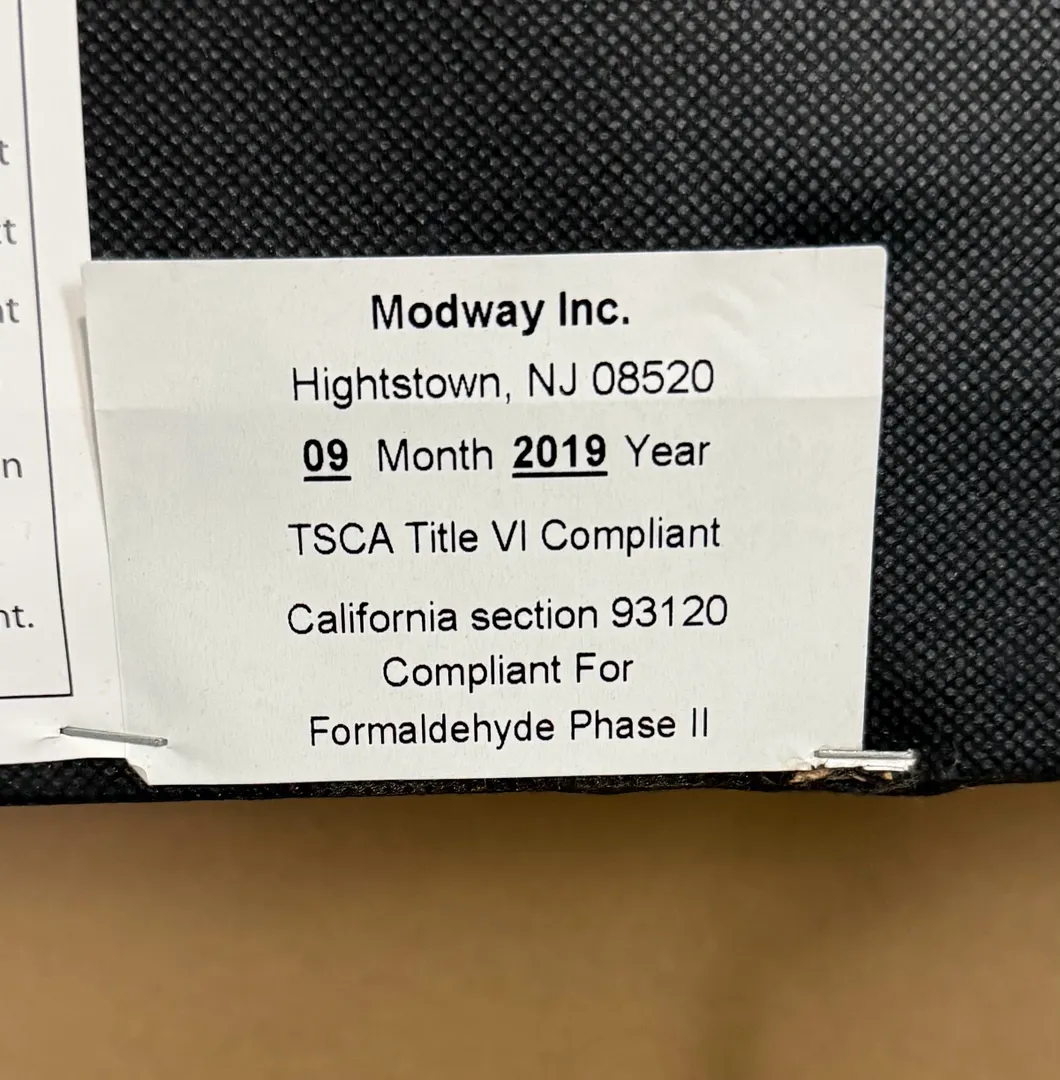 Modway Inc.
Hightstown, NJ 08520
09 Month 2019 Year
TSCA Title VI Compliant
California section 93120
Compliant For
Formaldehyde Phase II